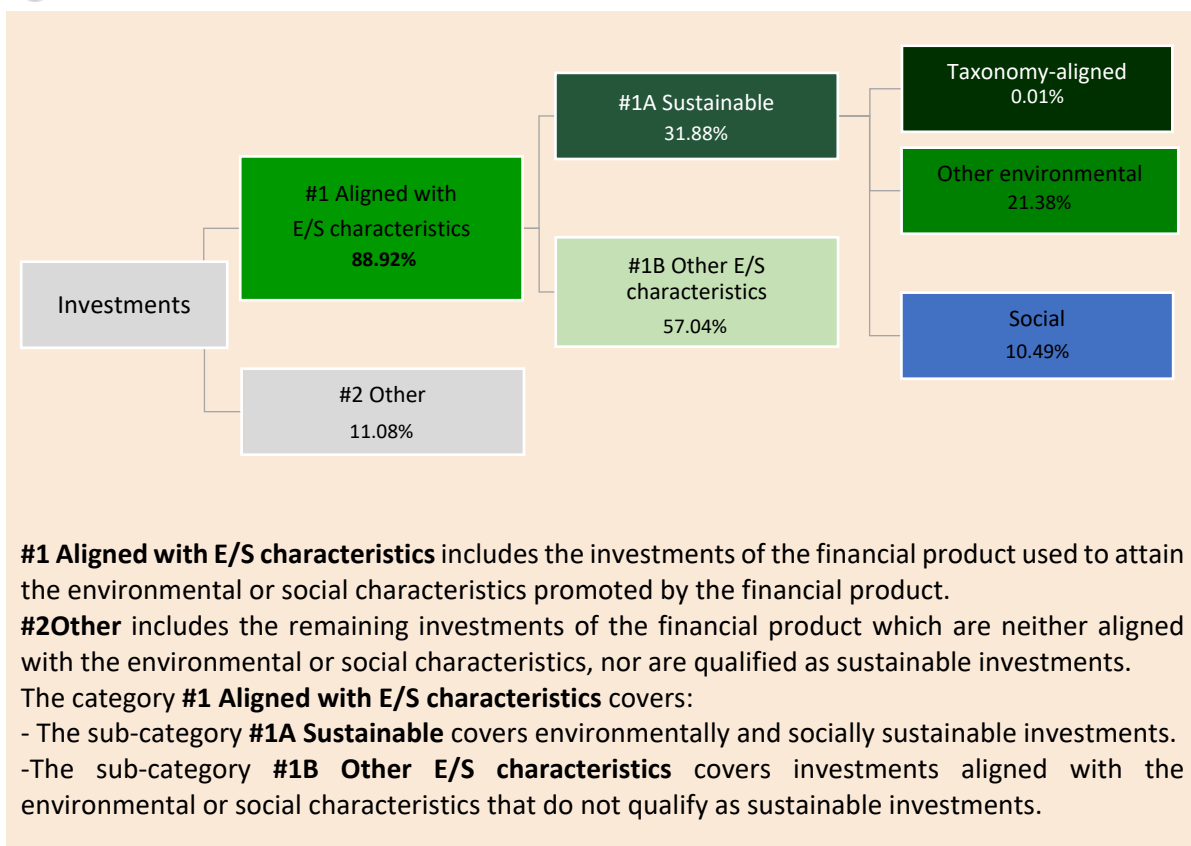 Investments
#1 Aligned with
E/S characteristics
88.92%
#2 Other
11.08%
#1A Sustainable
31.88%
#1B Other E/S
characteristics
57.04%
Taxonomy-aligned
0.01%
Other environmental
21.38%
Social
10.49%
#1 Aligned with E/S characteristics includes the investments of the financial product used to attain
the environmental or social characteristics promoted by the financial product.
#2Other includes the remaining investments of the financial product which are neither aligned
with the environmental or social characteristics, nor are qualified as sustainable investments.
The category #1 Aligned with E/S characteristics covers:
- The sub-category #1A Sustainable covers environmentally and socially sustainable investments.
-The sub-category #1B Other E/S characteristics covers investments aligned with the
environmental or social characteristics that do not qualify as sustainable investments.